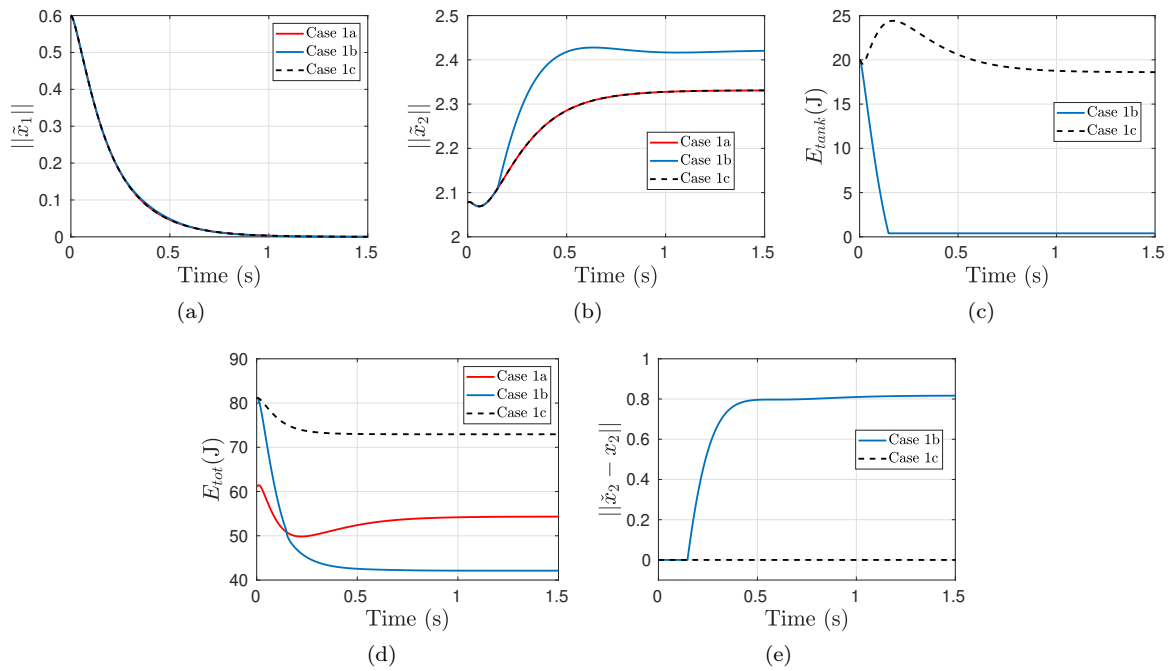 0.6
0.5
0.4
0.3
0.2
0.1
0
||x̃₁||
Case 1a
Case 1b
Case 1c
0 0.5 1 1.5
Time (s)
(a)
2.5
2.4
2.3
2.2
2.1
2
||x̃₂||
Case 1a
Case 1b
Case 1c
0 0.5 1 1.5
Time (s)
(b)
25
20
15
10
5
0
E_tank(J)
Case 1b
Case 1c
0 0.5 1 1.5
Time (s)
(c)
90
80
70
60
50
40
E_tot(J)
Case 1a
Case 1b
Case 1c
0 0.5 1 1.5
Time (s)
(d)
1
0.8
0.6
0.4
0.2
0
||x̌₂ − x₂||
Case 1b
Case 1c
0 0.5 1 1.5
Time (s)
(e)